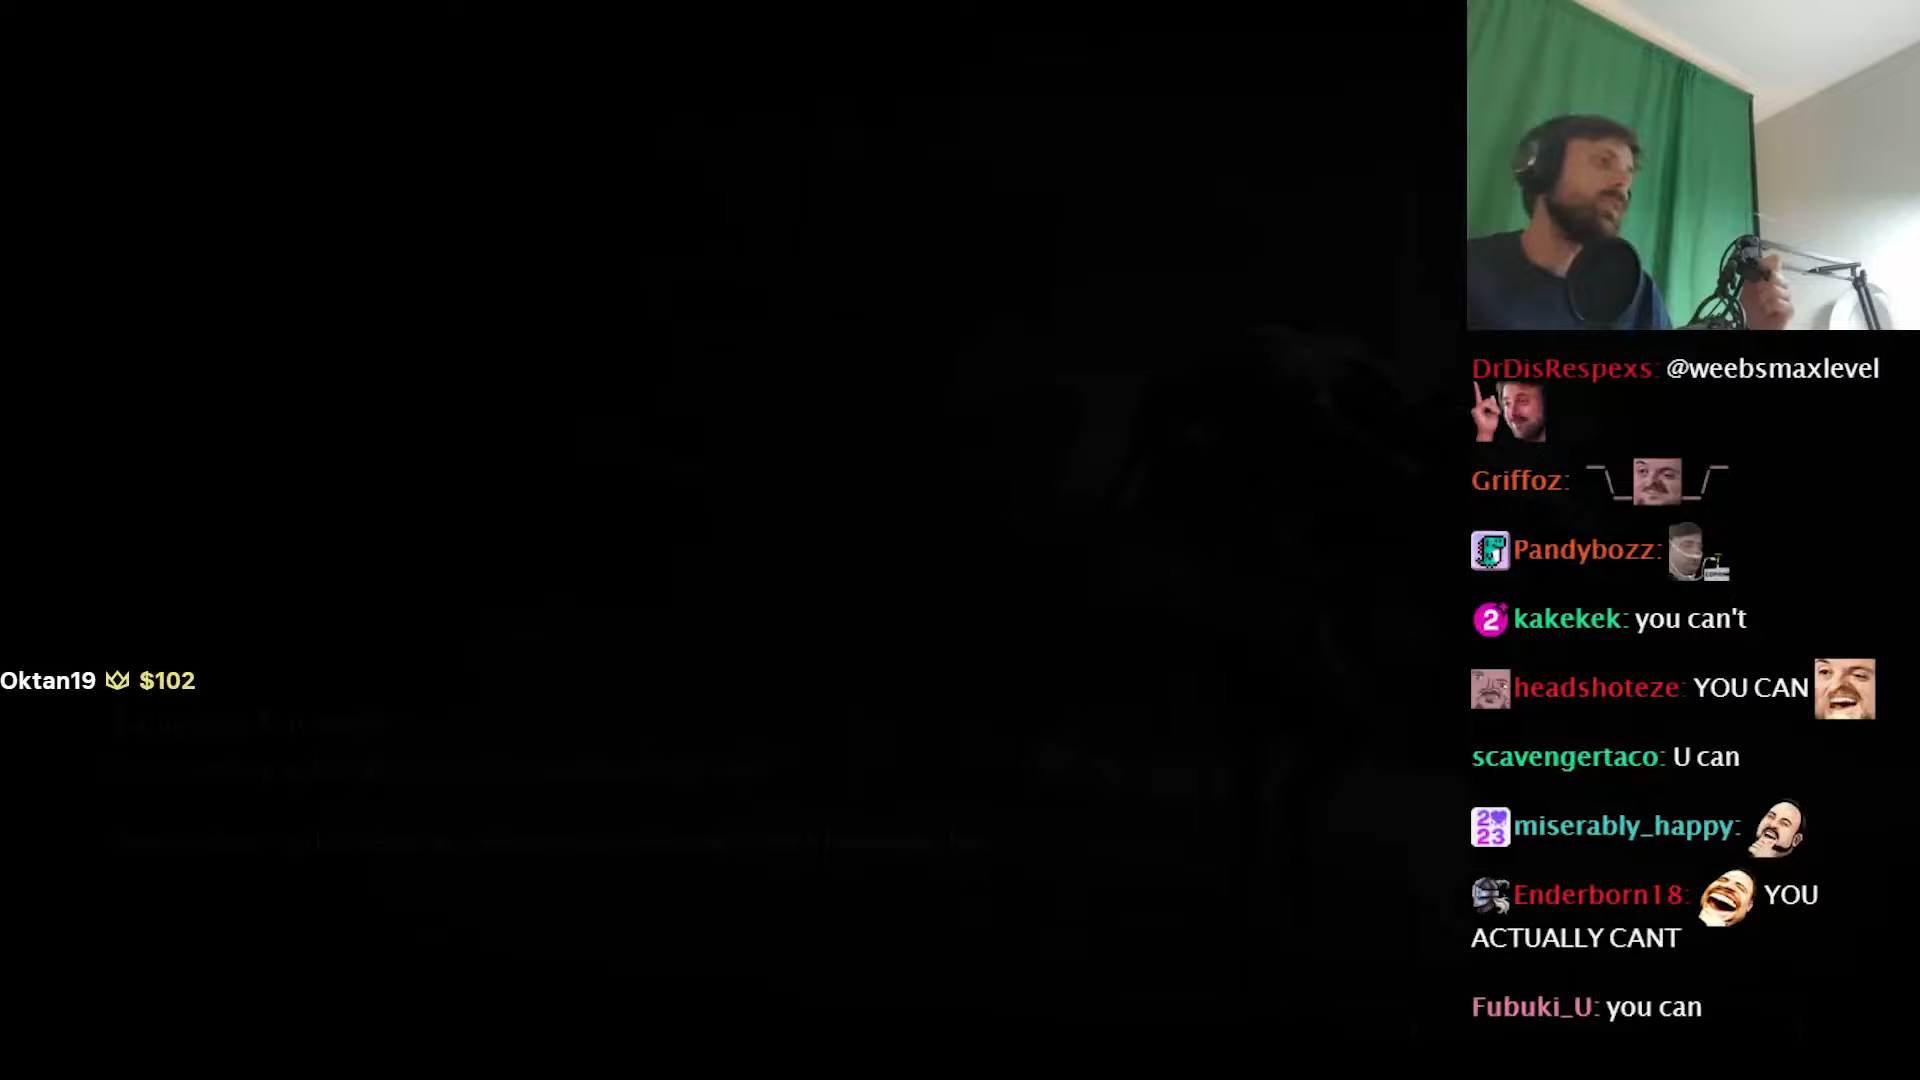 DrDisRespexs: @weebsmaxlevel
Griffoz:
Pandybozz:
2 kakekek: you can't
Oktan19 $102
headshoteze: YOU CAN
scavengertaco: U can
miserably_happy:
Enderborn18: YOU
ACTUALLY CANT
Fubuki_U: you can